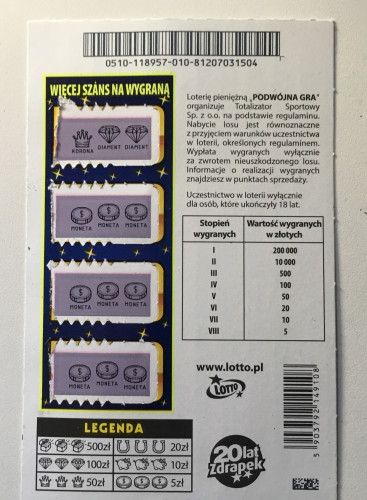 0510-118957-010-81207031504
WIĘCEJ SZANS NA WYGRANĄ
KORONA DIAMENT DIAMENT
MONETA MONETA MONETA
MONETA MONETA MONETA
MONETA MONETA MONETA
Loterię pieniężną „PODWÓJNA GRA"
organizuje Totalizator Sportowy
Sp. z o.o. na podstawie regulaminu.
Nabycie losu jest równoznaczne
z przyjęciem warunków uczestnictwa
w loterii, określonych regulaminem.
Wypłata wygranych wyłącznie
za zwrotem nieuszkodzonego losu.
Informacje o realizacji wygranych
znajdziesz w punktach sprzedaży.
Uczestnictwo w loterii wyłącznie
dla osób, które ukończyły 18 lat.
Stopień wygranych Wartość wygranych w złotych
I 200 000
II 10 000
III 500
IV 100
V 50
VI 20
VII 10
VIII 5
www.lotto.pl
LOTTO
20 lat
Zdrapek
5 903792 149108
LEGENDA
500zł 20zł
100zł 10zł
50zł 5zł